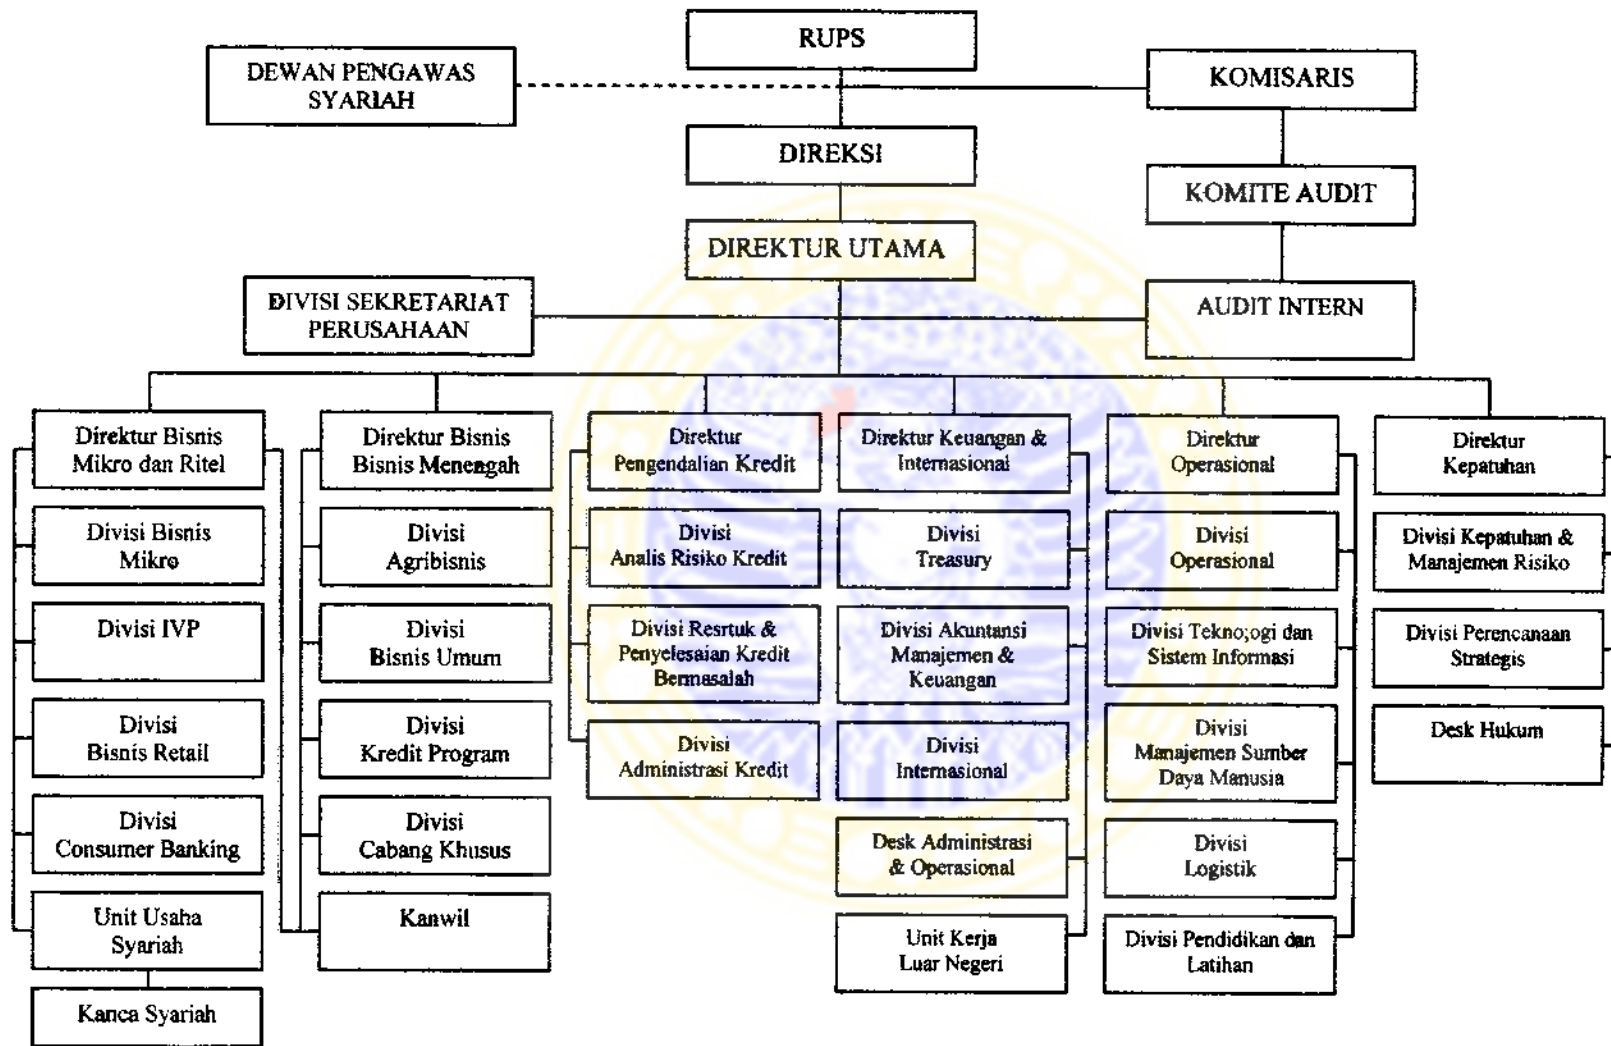 RUPS
DEWAN PENGAWAS
SYARIAH
KOMISARIS
DIREKSI
KOMITE AUDIT
DIREKTUR UTAMA
DIVISI SEKRETARIAT
PERUSAHAAN
AUDIT INTERN
Direktur Bisnis
Mikro dan Ritel
Divisi Bisnis
Mikro
Divisi IVP
Divisi
Bisnis Retail
Divisi
Consumer Banking
Unit Usaha
Syariah
Kanca Syariah
Direktur Bisnis
Bisnis Menengah
Divisi
Agribisnis
Divisi
Bisnis Umum
Divisi
Kredit Program
Divisi
Cabang Khusus
Kanwil
Direktur
Pengendalian Kredit
Divisi
Analis Risiko Kredit
Divisi Resrtuk &
Penyelesaian Kredit
Bermasalah
Divisi
Administrasi Kredit
Direktur Keuangan &
Internasional
Divisi
Treasury
Divisi Akuntansi
Manajemen &
Keuangan
Divisi
Internasional
Desk Administrasi
& Operasional
Unit Kerja
Luar Negeri
Direktur
Operasional
Divisi
Operasional
Divisi Tekno;ogi dan
Sistem Informasi
Divisi
Manajemen Sumber
Daya Manusia
Divisi
Logistik
Divisi Pendidikan dan
Latihan
Direktur
Kepatuhan
Divisi Kepatuhan &
Manajemen Risiko
Divisi Perencanaan
Strategis
Desk Hukum